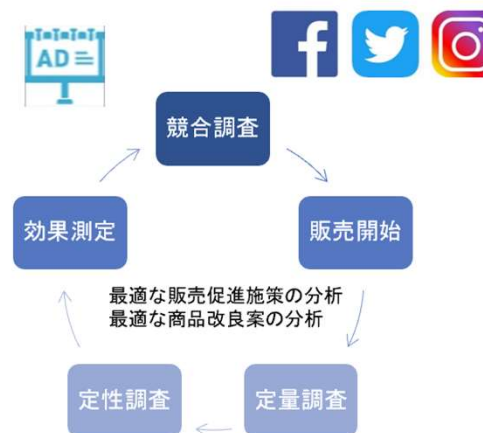 AD
競合調査
効果測定
販売開始
最適な販売促進施策の分析
最適な商品改良案の分析
定性調査
定量調査